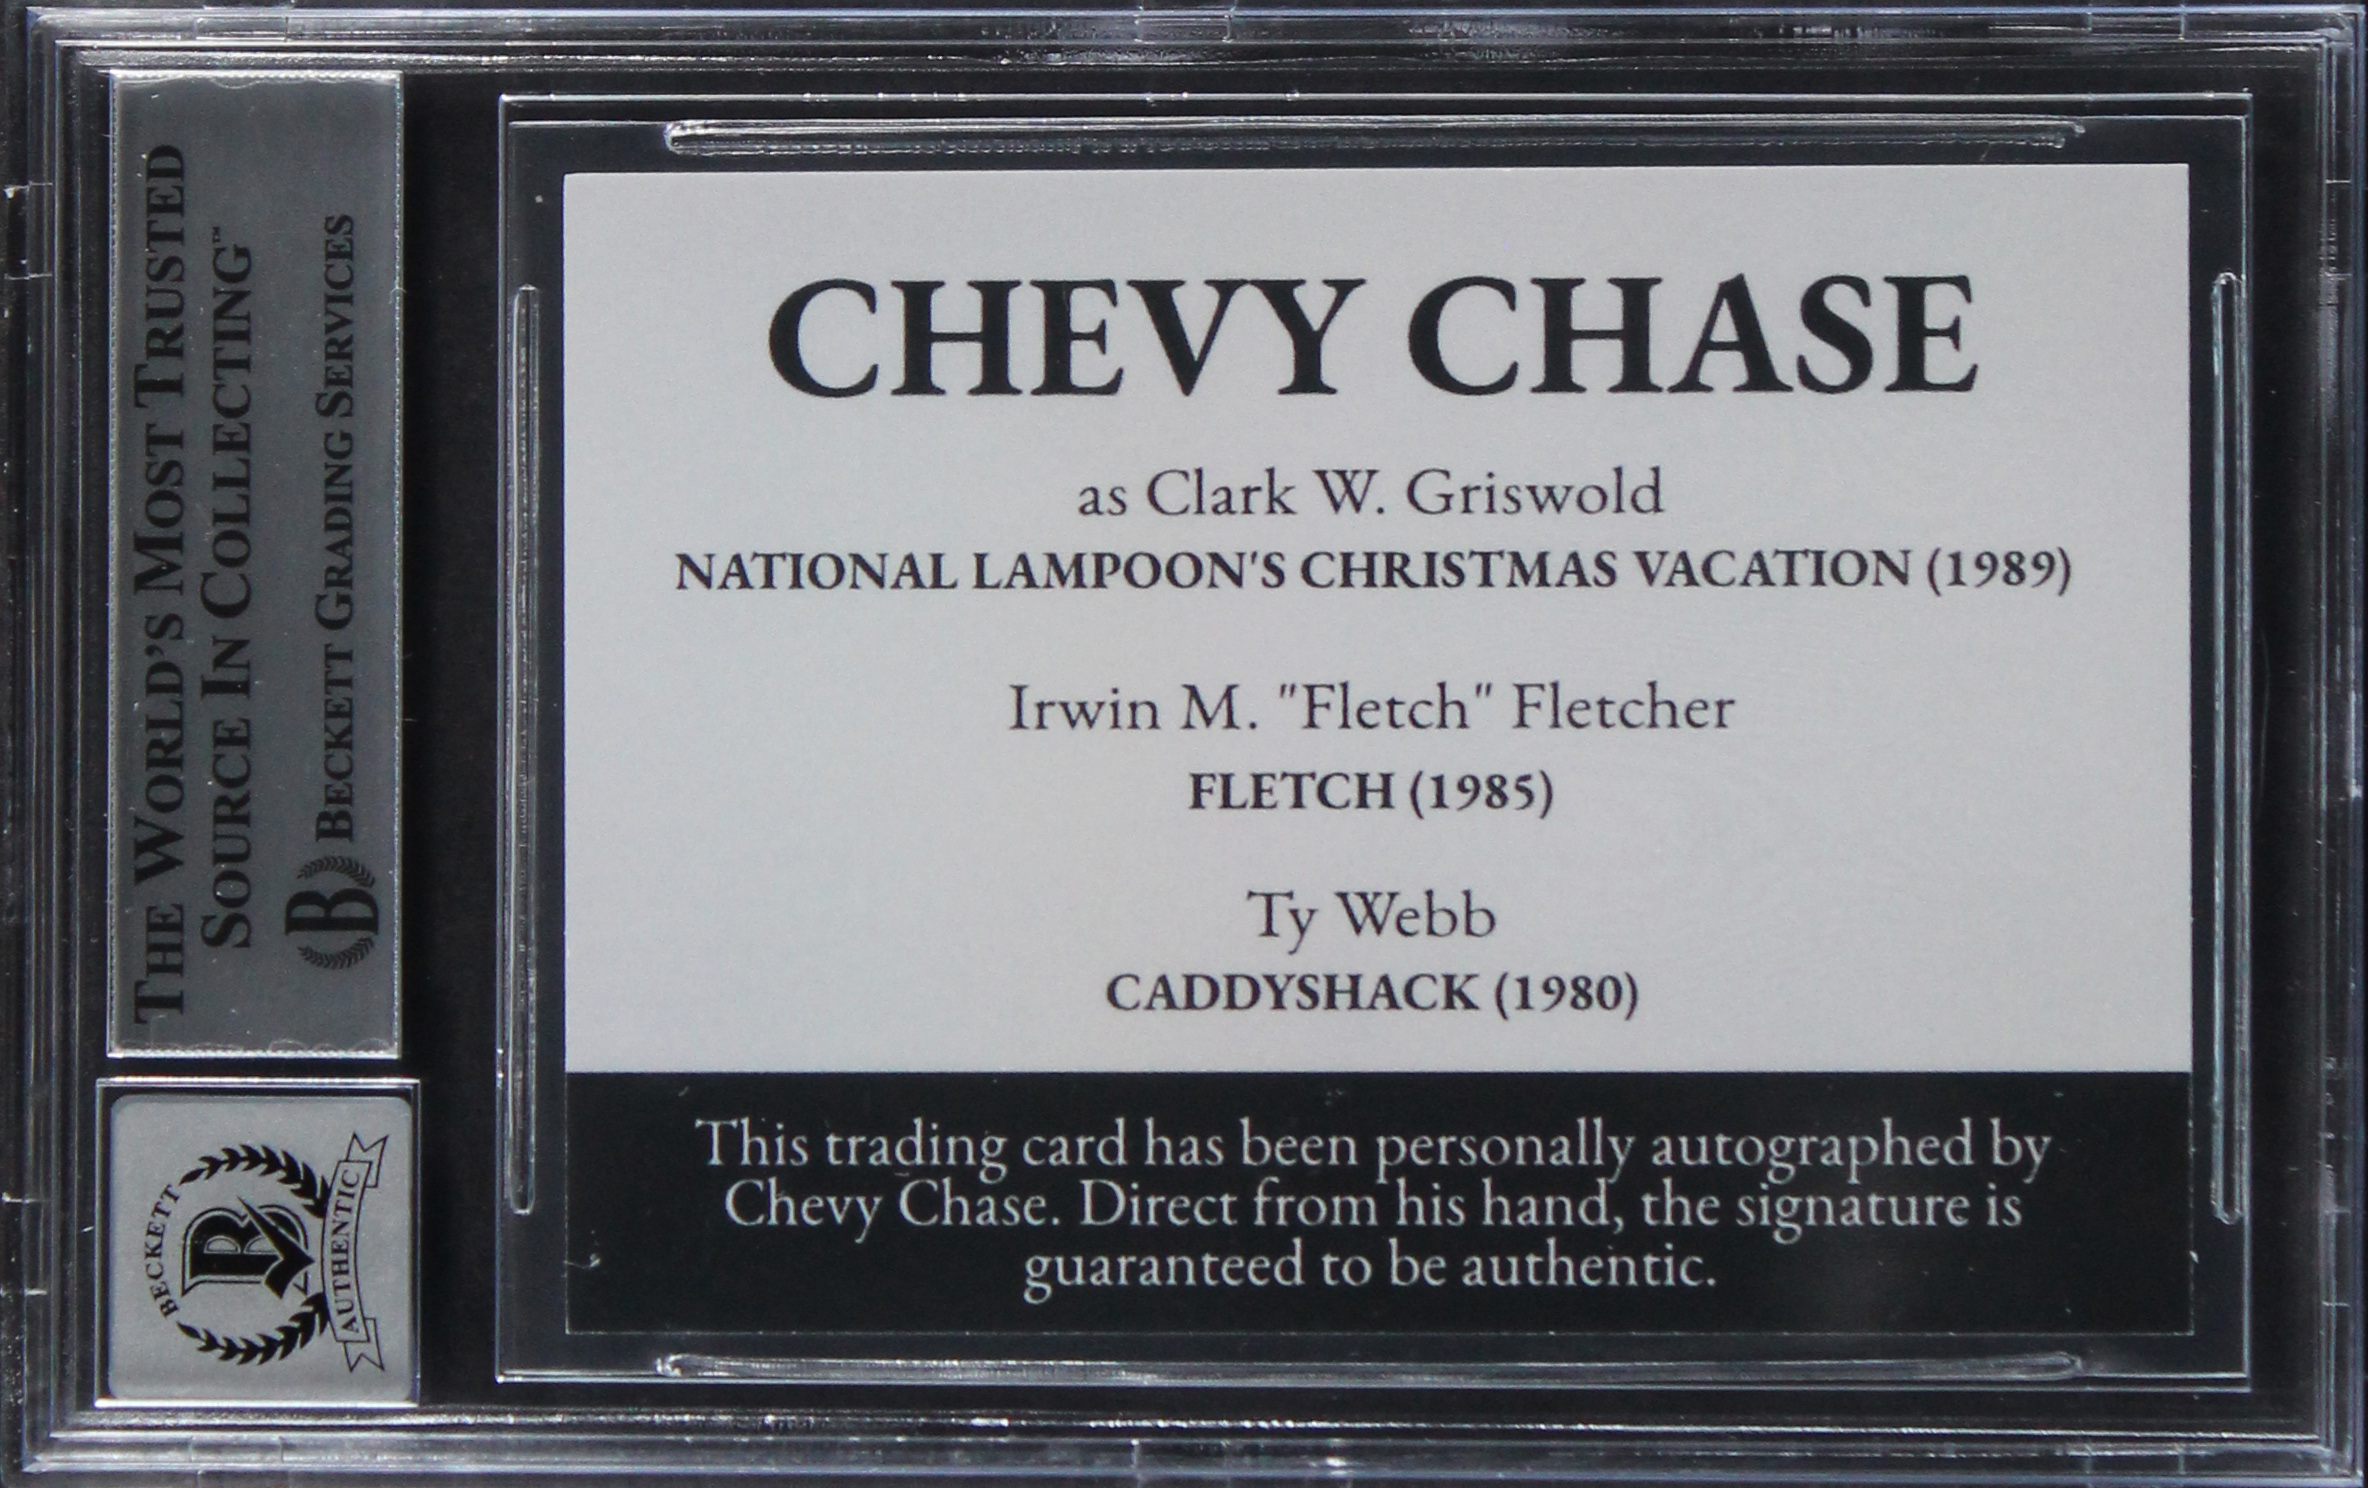 THE WORLD'S MOST TRUSTED
SOURCE IN COLLECTING™
B BECKETT GRADING SERVICES
BECKETT
B
AUTHENTIC
CHEVY CHASE
as Clark W. Griswold
NATIONAL LAMPOON'S CHRISTMAS VACATION (1989)
Irwin M. "Fletch" Fletcher
FLETCH (1985)
Ty Webb
CADDYSHACK (1980)
This trading card has been personally autographed by
Chevy Chase. Direct from his hand, the signature is
guaranteed to be authentic.